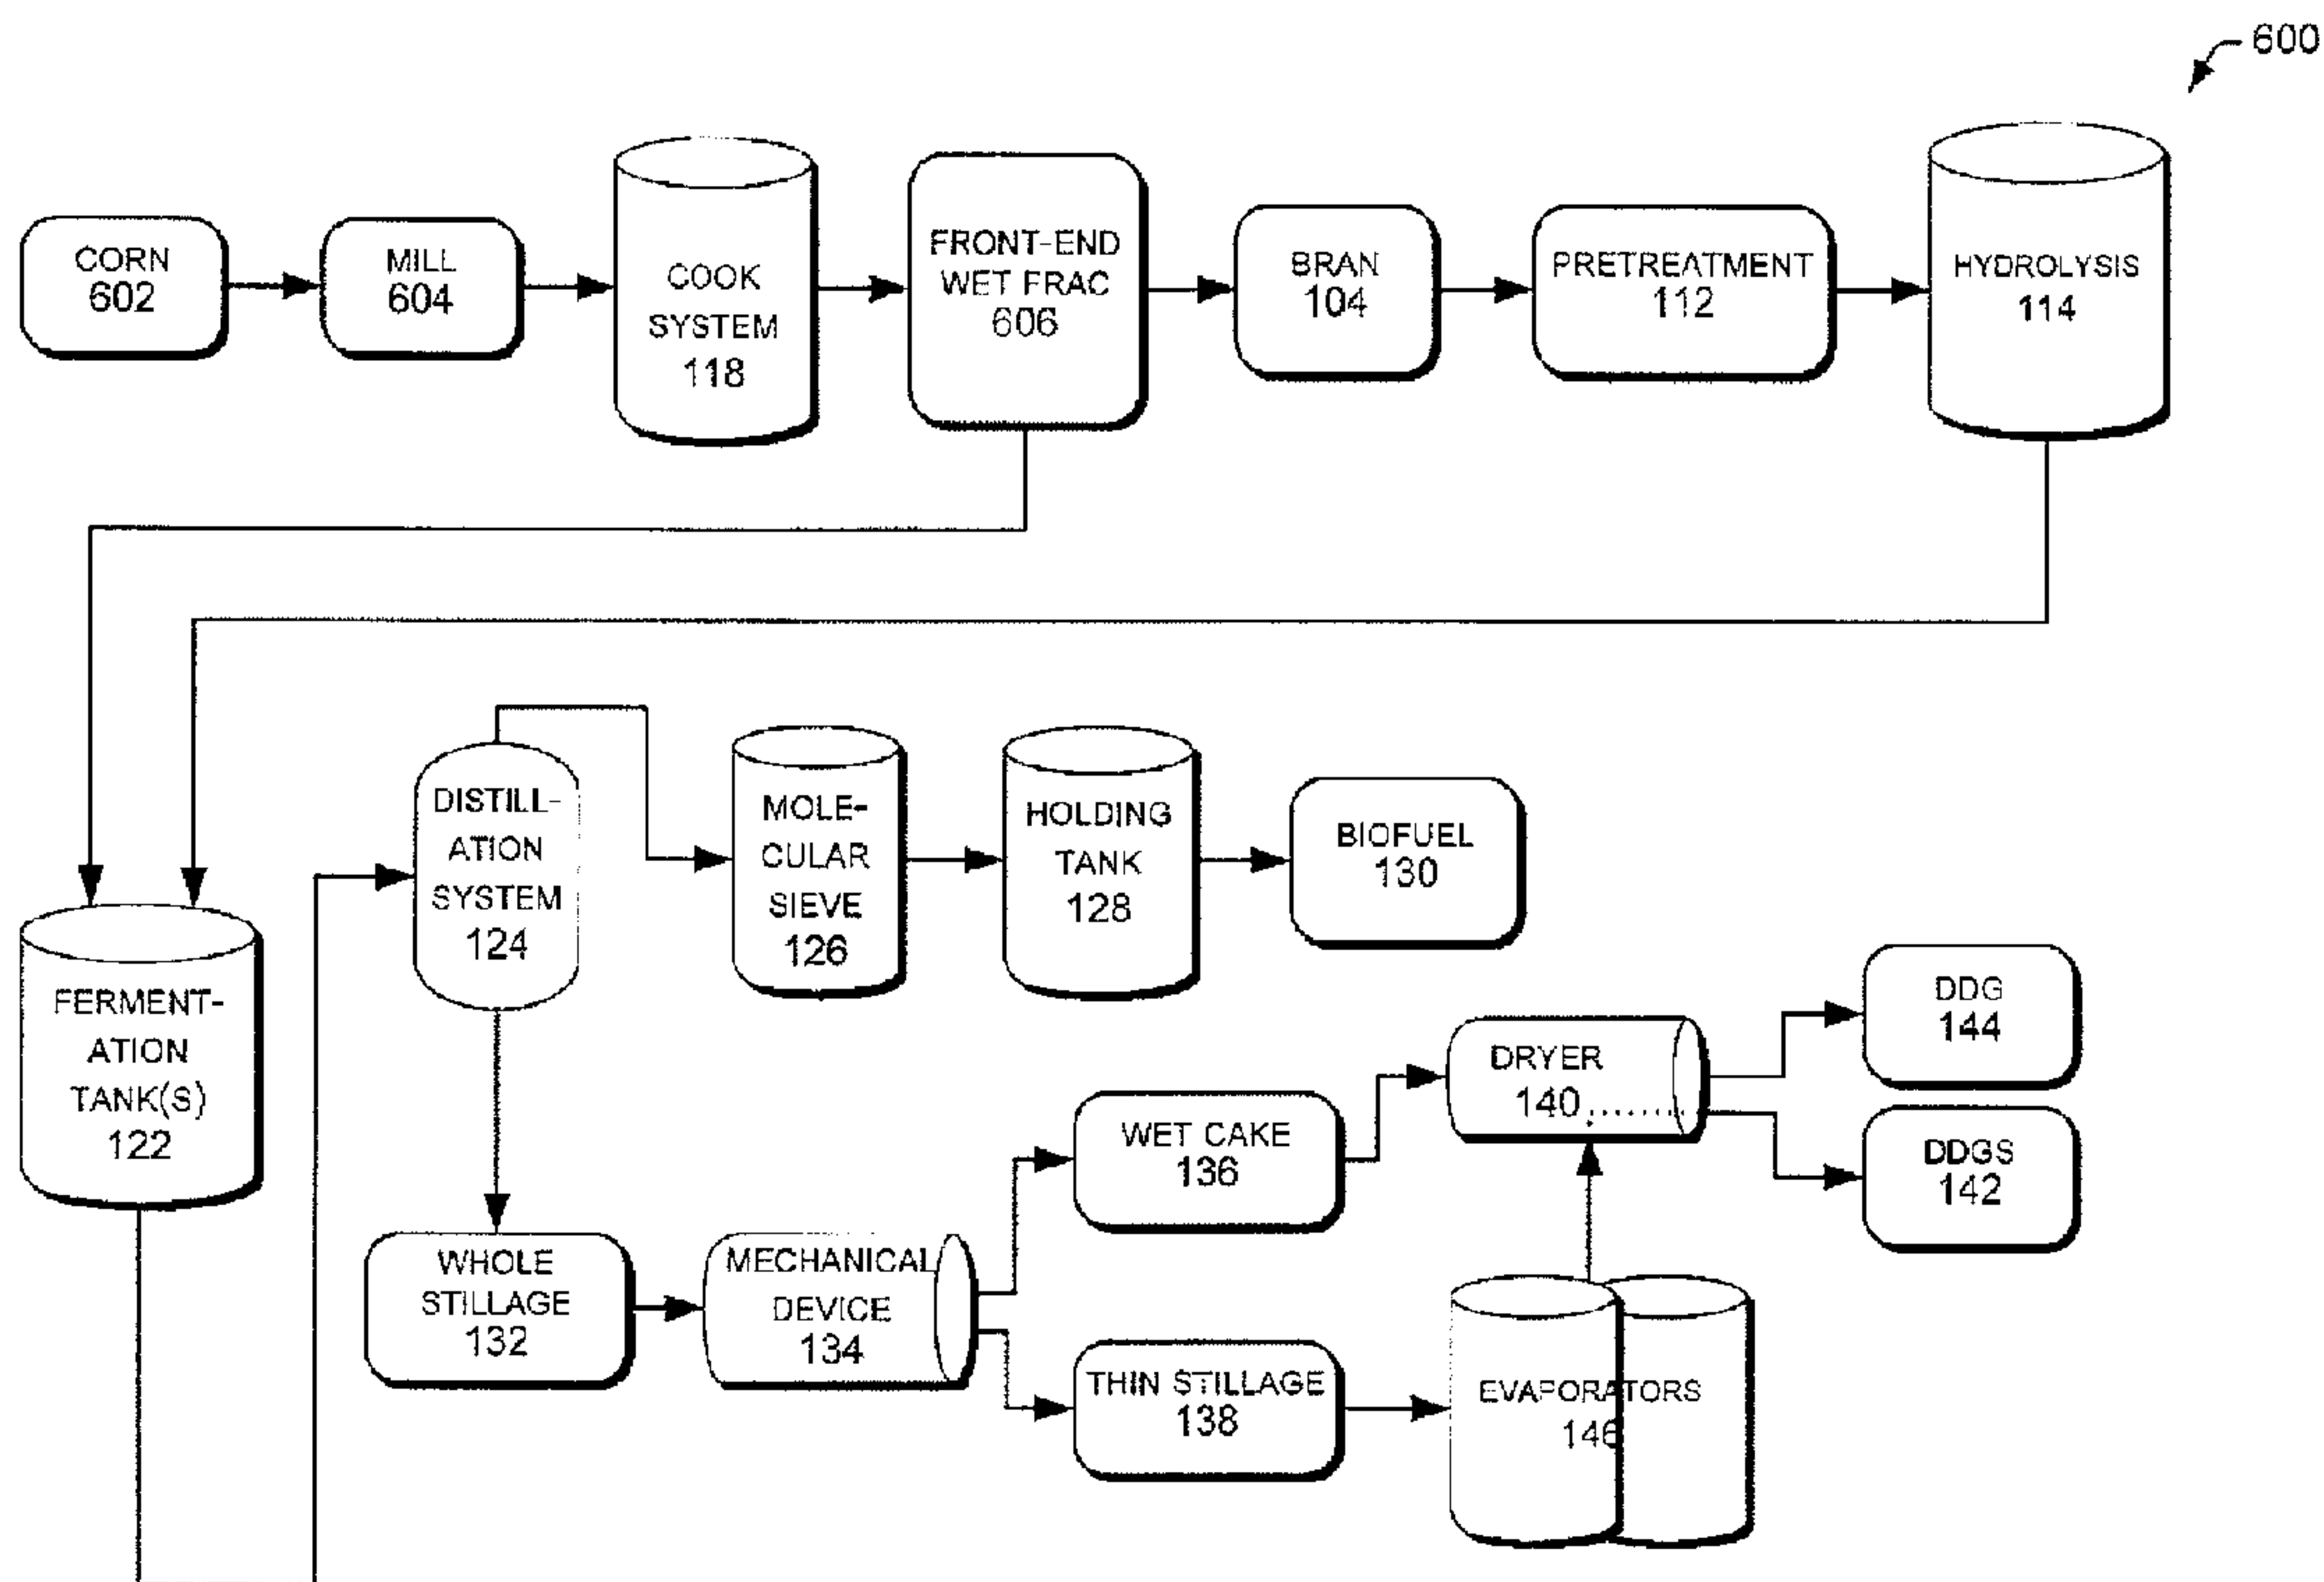 600
CORN
602
MILL
604
COOK
SYSTEM
118
FRONT-END
WET FRAC
606
BRAN
104
PRETREATMENT
112
HYDROLYSIS
114
DISTILL-
ATION
SYSTEM
124
MOLE-
CULAR
SIEVE
126
HOLDING
TANK
128
BIOFUEL
130
FERMENT-
ATION
TANK(S)
122
DDG
144
DRYER
140
DDGS
142
WET CAKE
136
WHOLE
STILLAGE
132
MECHANICAL
DEVICE
134
THIN STILLAGE
138
EVAPORATORS
146